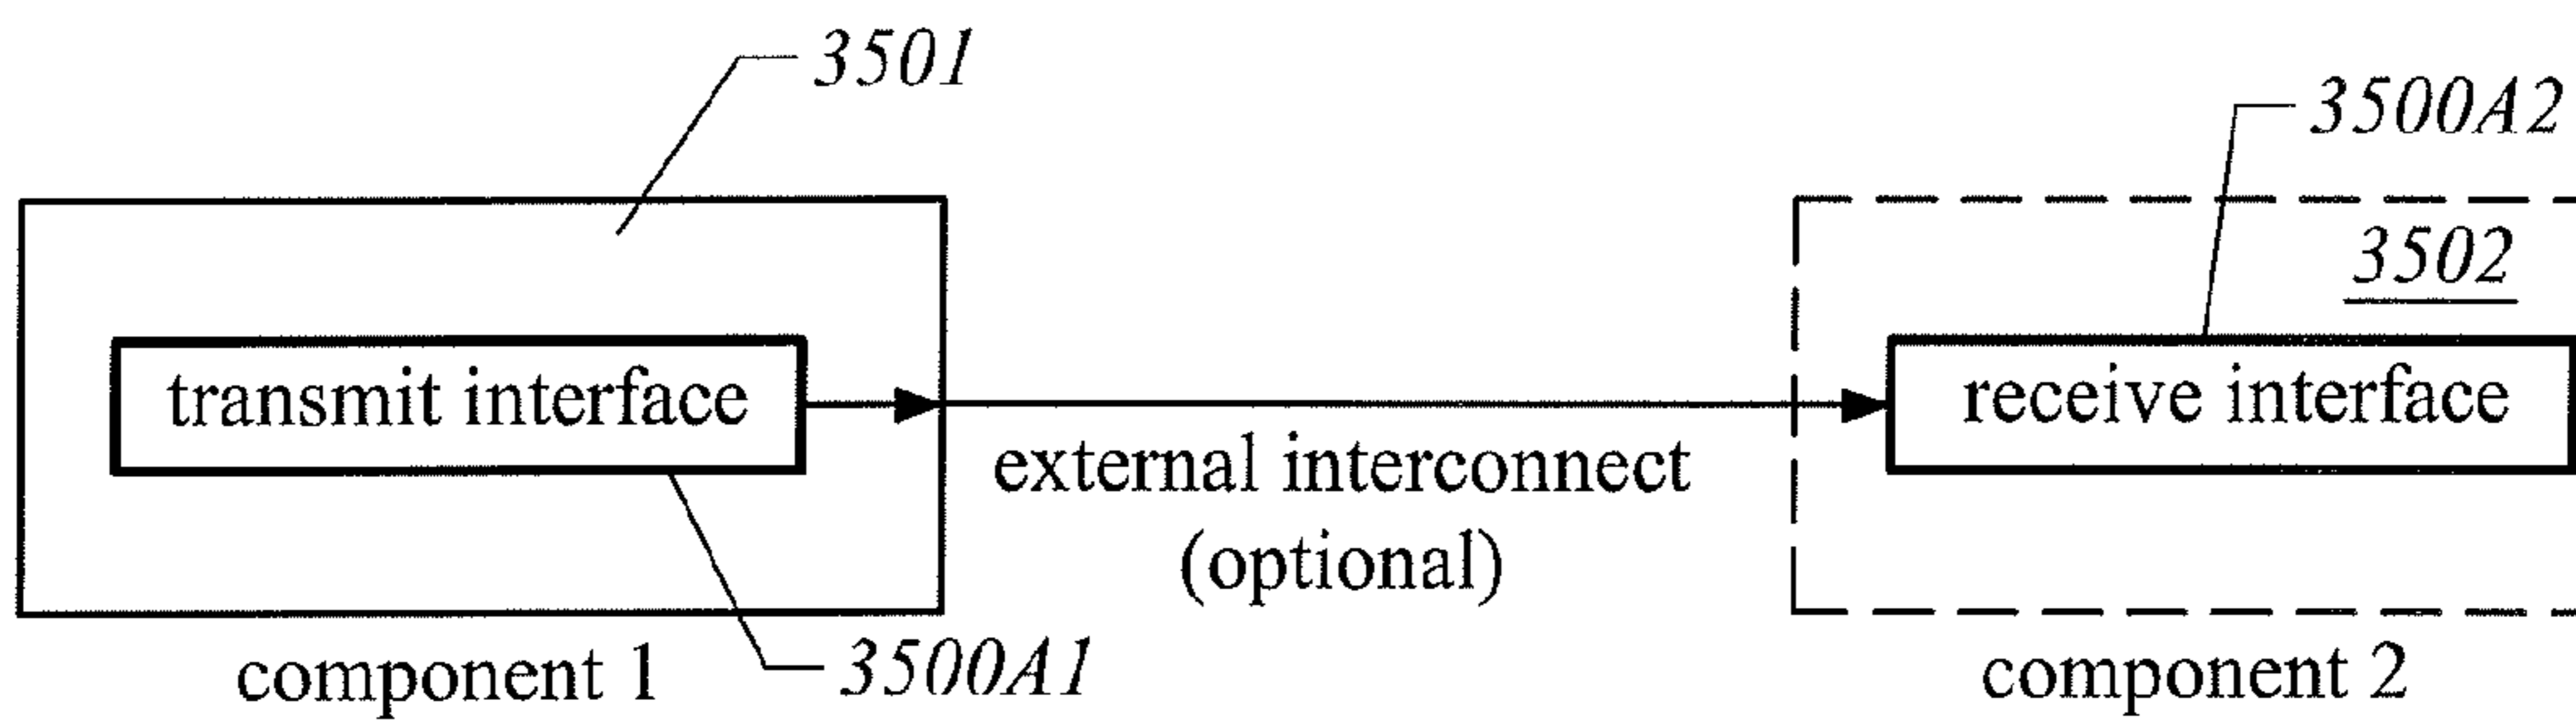 3501
3500A2
3502
transmit interface
receive interface
external interconnect
(optional)
component 1
3500A1
component 2